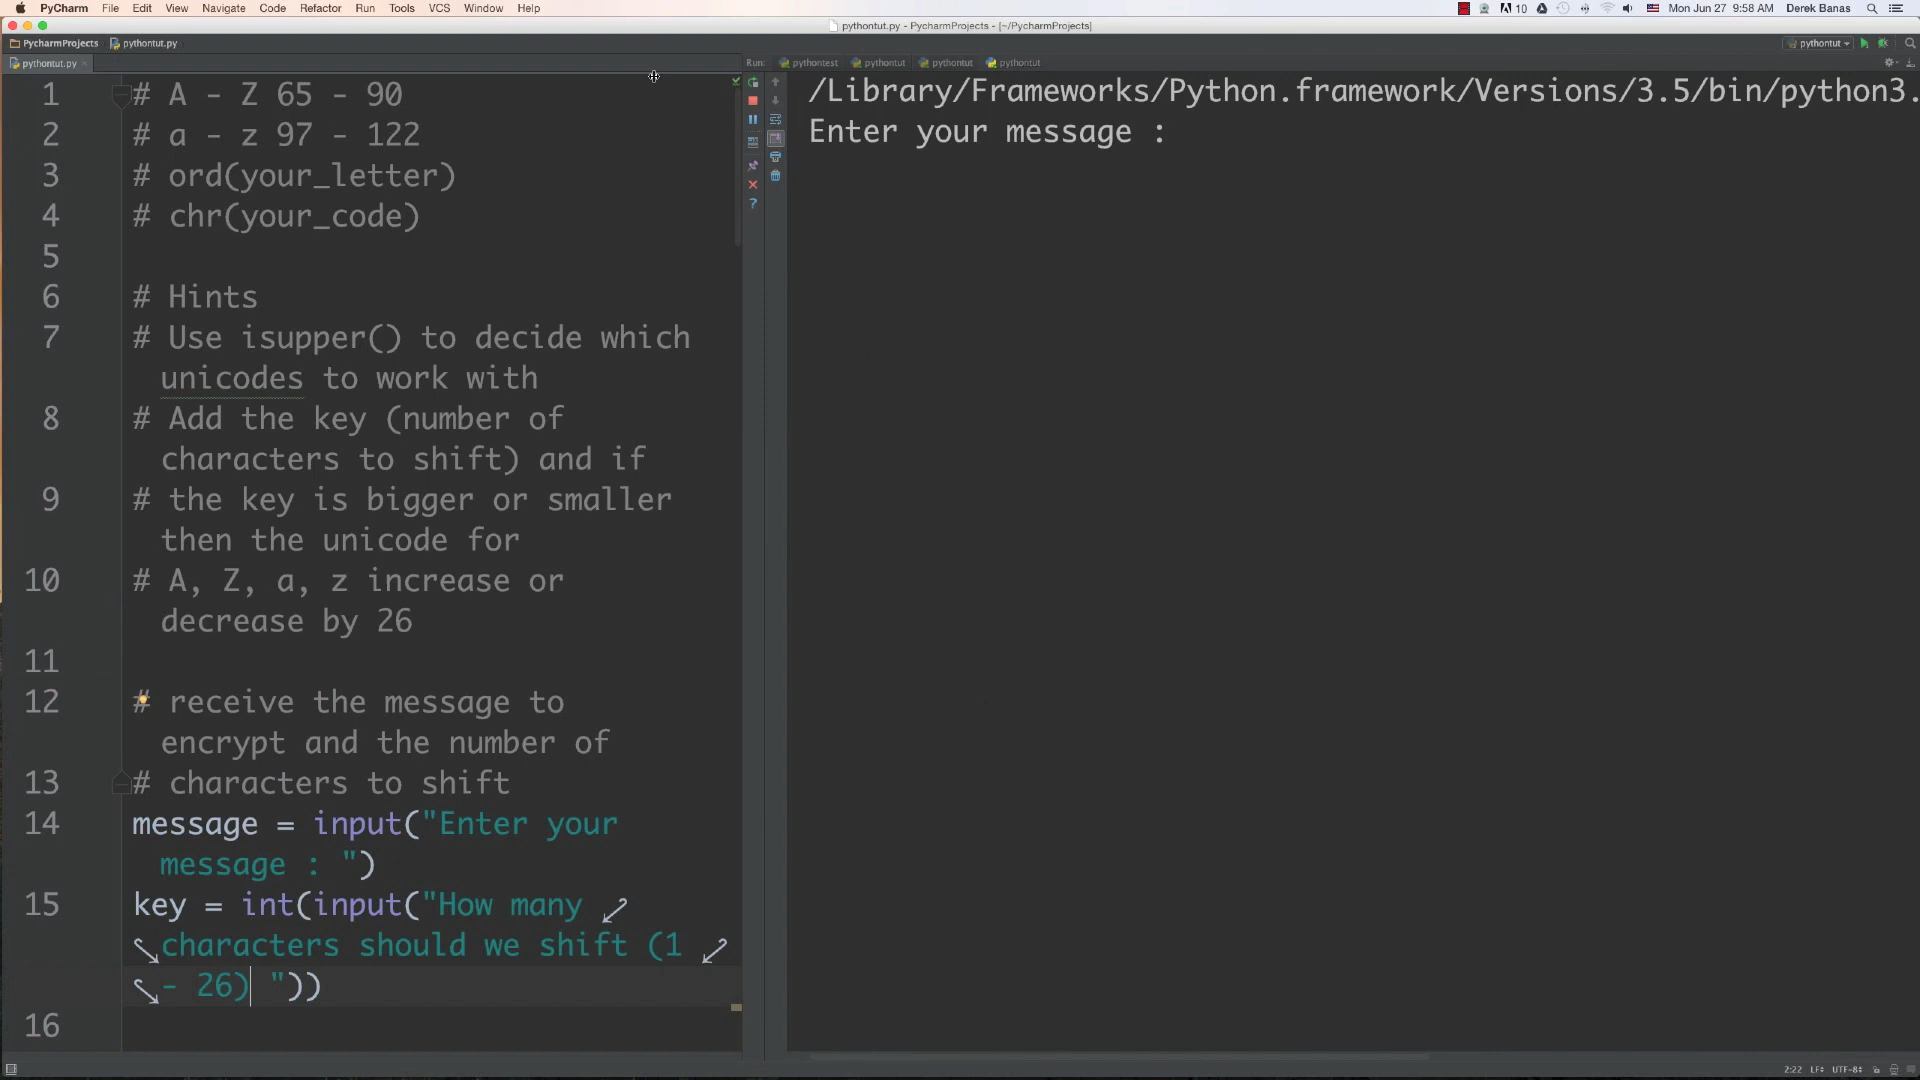 PyCharm File Edit View Navigate Code Refactor Run Tools VCS Window Help
10 Mon Jun 27 9:58 AM Derek Banas
pythontut.py - PycharmProjects - [~/PycharmProjects]
PycharmProjects pythontut.py
pythontut
pythontut.py
Run: pythontest pythontut pythontut pythontut
1 # A - Z 65 - 90
2 # a - z 97 - 122
3 # ord(your_letter)
4 # chr(your_code)
5
6 # Hints
7 # Use isupper() to decide which
unicodes to work with
8 # Add the key (number of
characters to shift) and if
9 # the key is bigger or smaller
then the unicode for
10 # A, Z, a, z increase or
decrease by 26
11
12 # receive the message to
encrypt and the number of
13 # characters to shift
14 message = input("Enter your
message : ")
15 key = int(input("How many
characters should we shift (1
- 26) "))
16
/Library/Frameworks/Python.framework/Versions/3.5/bin/python3.
Enter your message :
2:22 LF UTF-8